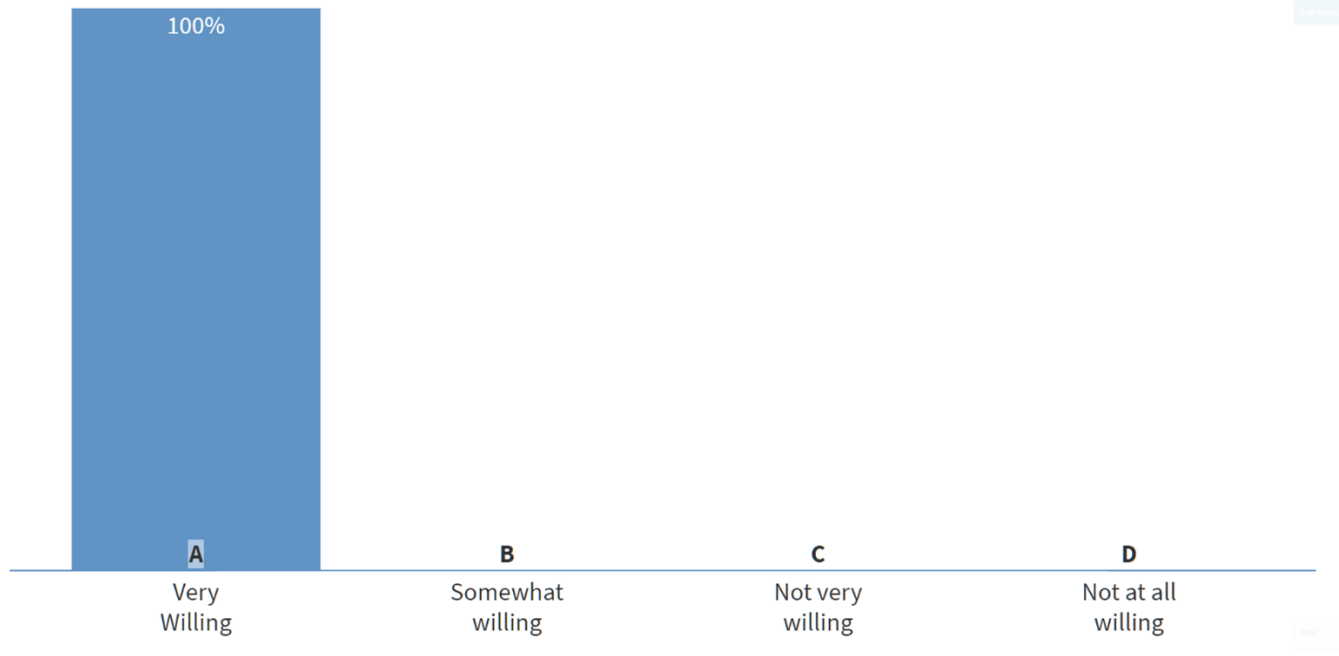 100%
A
B
C
D
Very
Willing
Somewhat
willing
Not very
willing
Not at all
willing